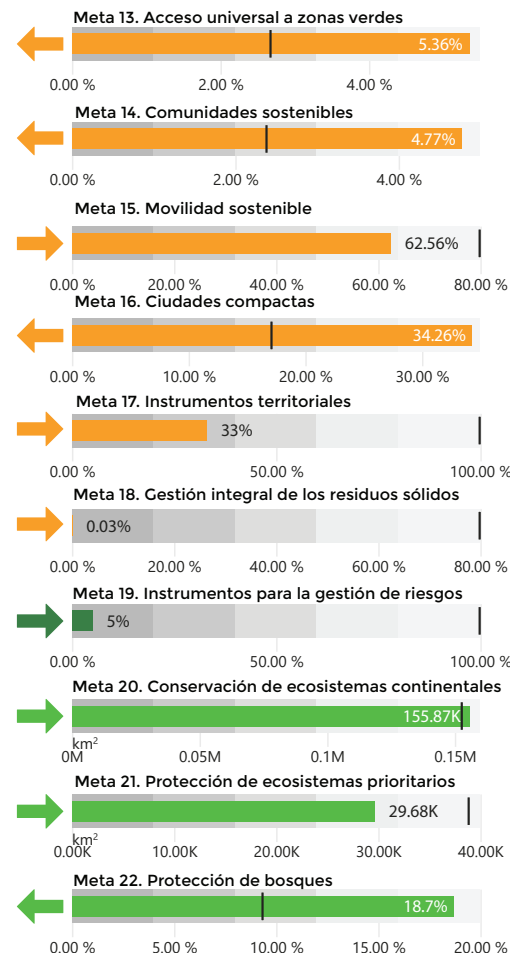 Meta 13. Acceso universal a zonas verdes
5.36%
0.00 % 2.00 % 4.00 %
Meta 14. Comunidades sostenibles
4.77%
0.00 % 2.00 % 4.00 %
Meta 15. Movilidad sostenible
62.56%
0.00 % 20.00 % 40.00 % 60.00 % 80.00 %
Meta 16. Ciudades compactas
34.26%
0.00 % 10.00 % 20.00 % 30.00 %
Meta 17. Instrumentos territoriales
33%
0.00 % 50.00 % 100.00 %
Meta 18. Gestión integral de los residuos sólidos
0.03%
0.00 % 20.00 % 40.00 % 60.00 % 80.00 %
Meta 19. Instrumentos para la gestión de riesgos
5%
0.00 % 50.00 % 100.00 %
Meta 20. Conservación de ecosistemas continentales
155.87K
km²
0M 0.05M 0.1M 0.15M
Meta 21. Protección de ecosistemas prioritarios
29.68K
km²
0.00K 10.00K 20.00K 30.00K 40.00K
Meta 22. Protección de bosques
18.7%
0.00 % 5.00 % 10.00 % 15.00 % 20.00 %